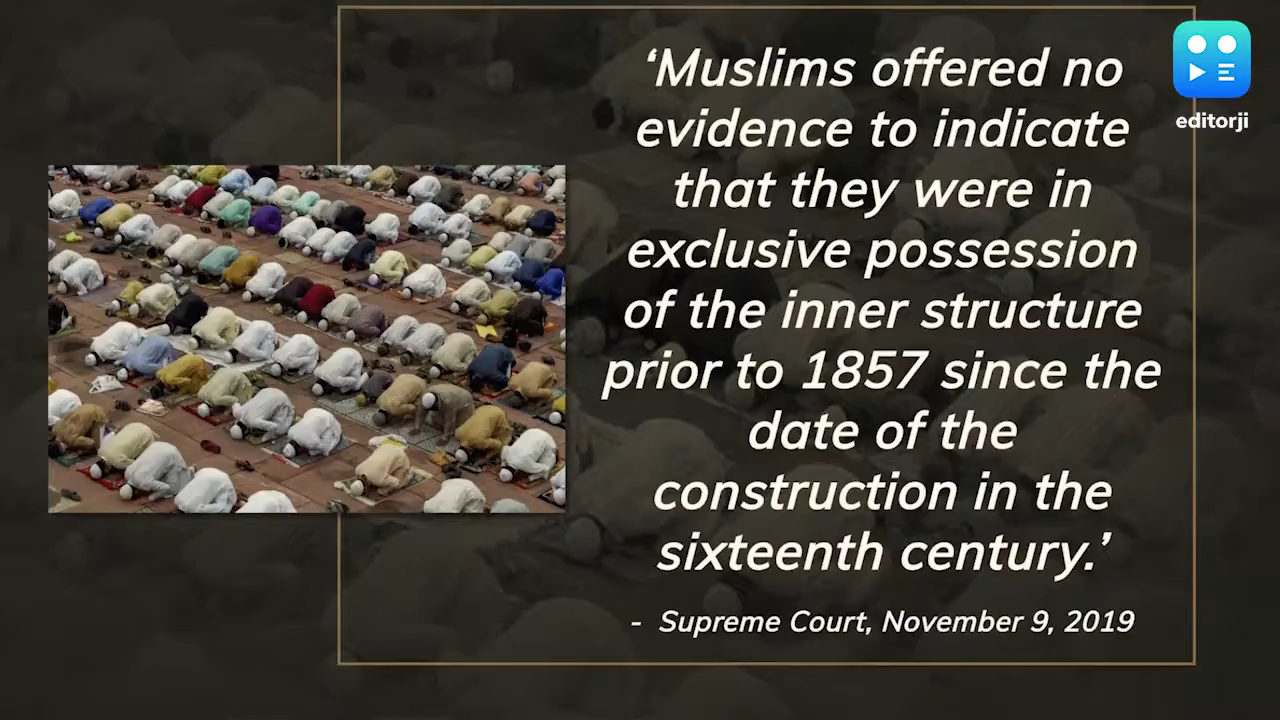 ‘Muslims offered no
evidence to indicate
that they were in
exclusive possession
of the inner structure
prior to 1857 since the
date of the
construction in the
sixteenth century.’
- Supreme Court, November 9, 2019
editorji